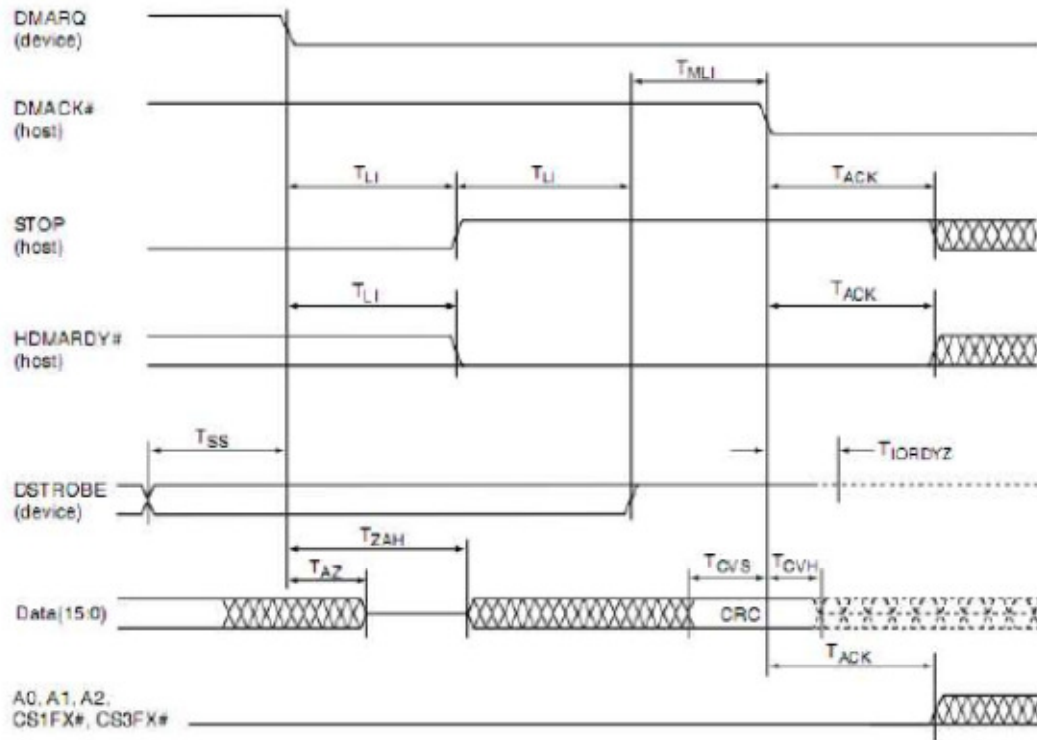 DMARQ
(device)
TMLI
DMACK#
(host)
TLI
TLI
TACK
STOP
(host)
TLI
TACK
HDMARDY#
(host)
TSS
TIORDYZ
DSTROBE
(device)
TZAH
TAZ
TCVS
TCVH
Data(15:0)
CRC
TACK
A0, A1, A2,
CS1FX#, CS3FX#